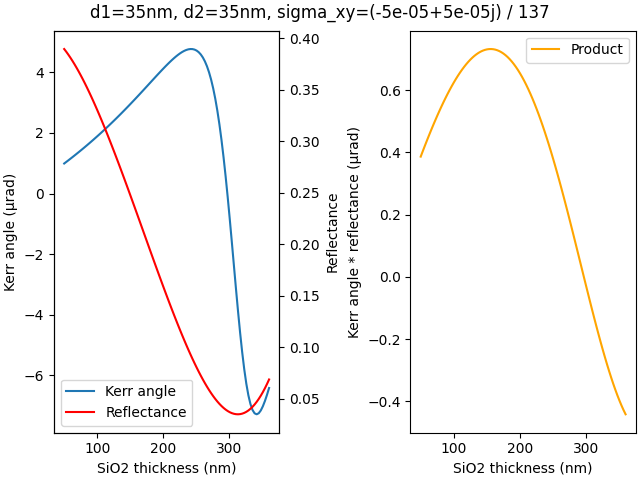 d1=35nm, d2=35nm, sigma_xy=(-5e-05+5e-05j) / 137
Kerr angle (μrad)
4
2
0
−2
−4
−6
100
200
300
SiO2 thickness (nm)
Kerr angle
Reflectance
0.40
0.35
0.30
0.25
0.20
0.15
0.10
0.05
Reflectance
Kerr angle * reflectance (μrad)
0.6
0.4
0.2
0.0
−0.2
−0.4
100
200
300
SiO2 thickness (nm)
Product